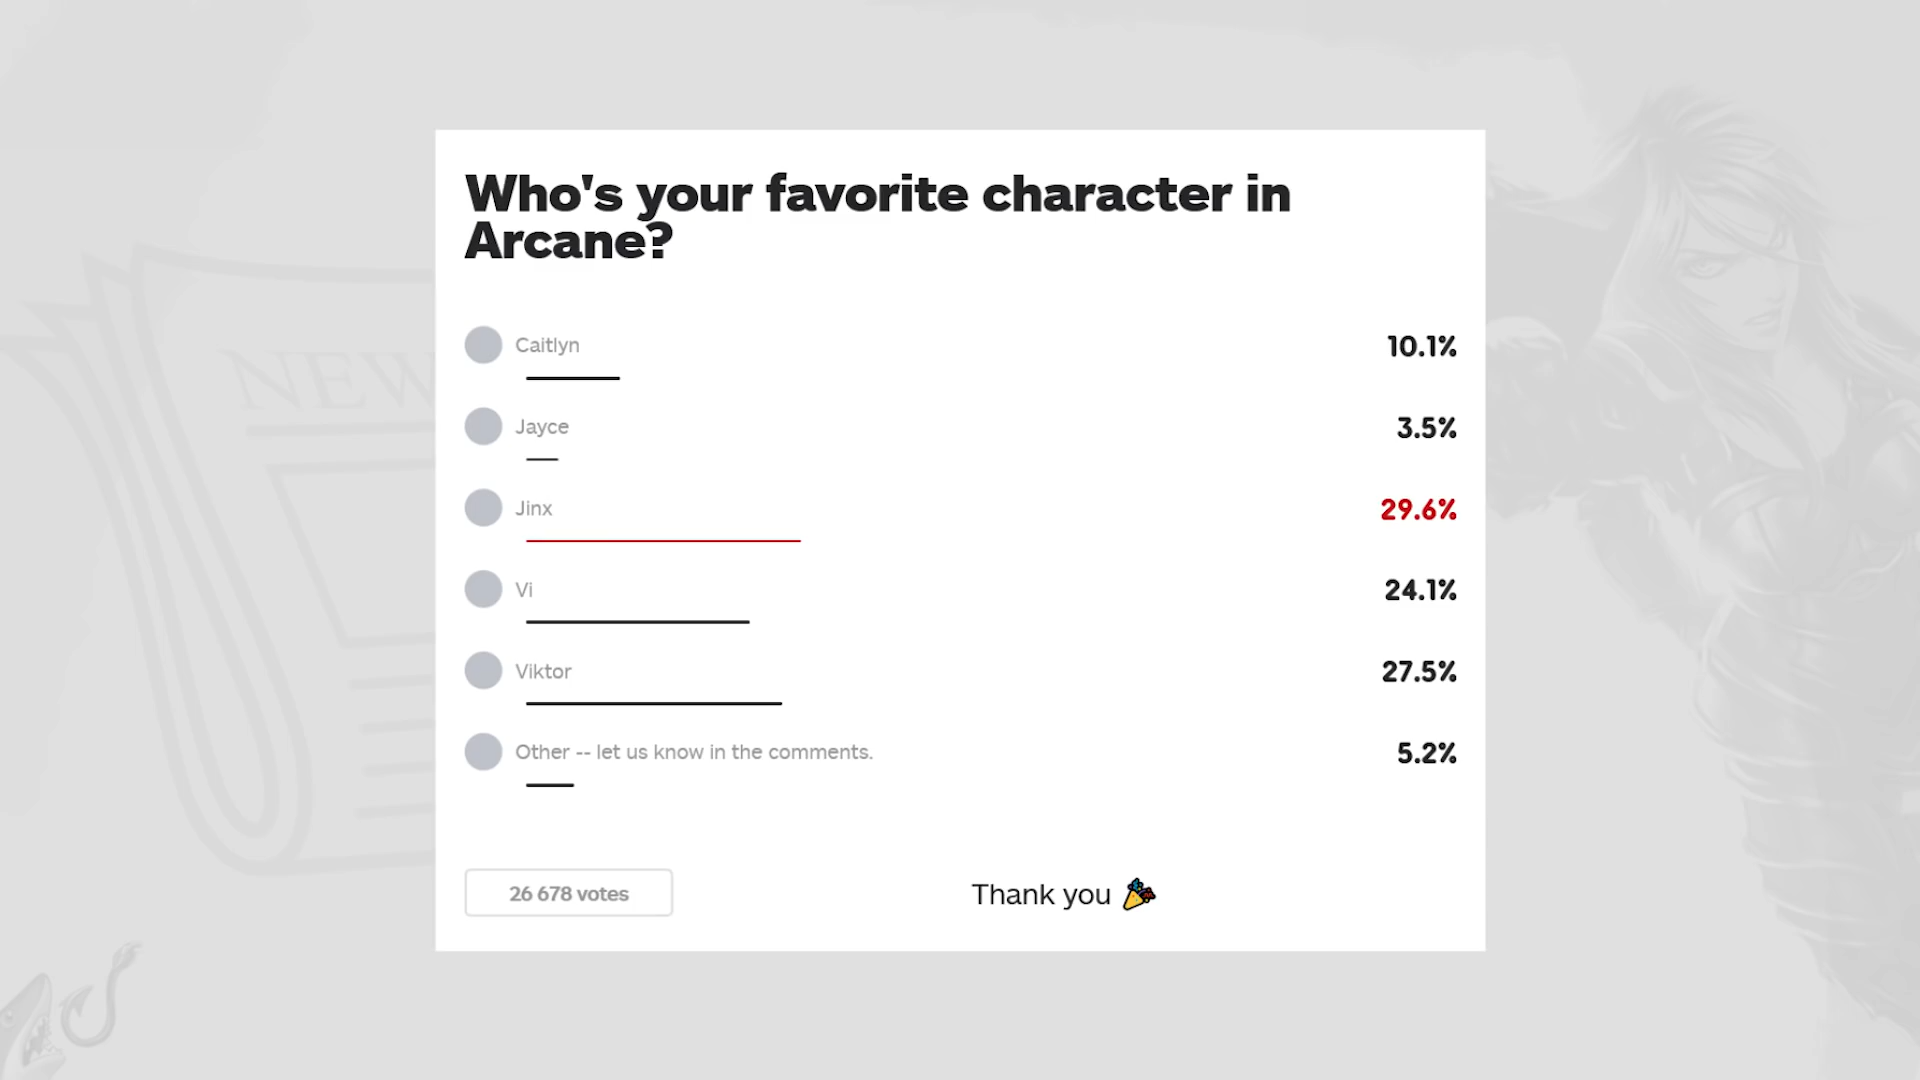 Who's your favorite character in
Arcane?
Caitlyn 10.1%
Jayce 3.5%
Jinx 29.6%
Vi 24.1%
Viktor 27.5%
Other -- let us know in the comments. 5.2%
26 678 votes
Thank you
NEW